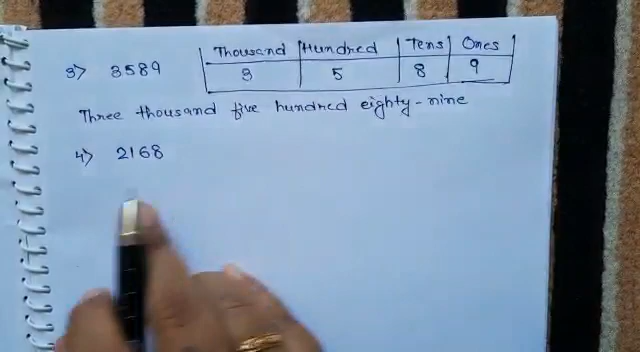 Thousand Hundred Tens Ones
3) 3589 3 5 8 9
Three thousand five hundred eighty-nine
4) 2168